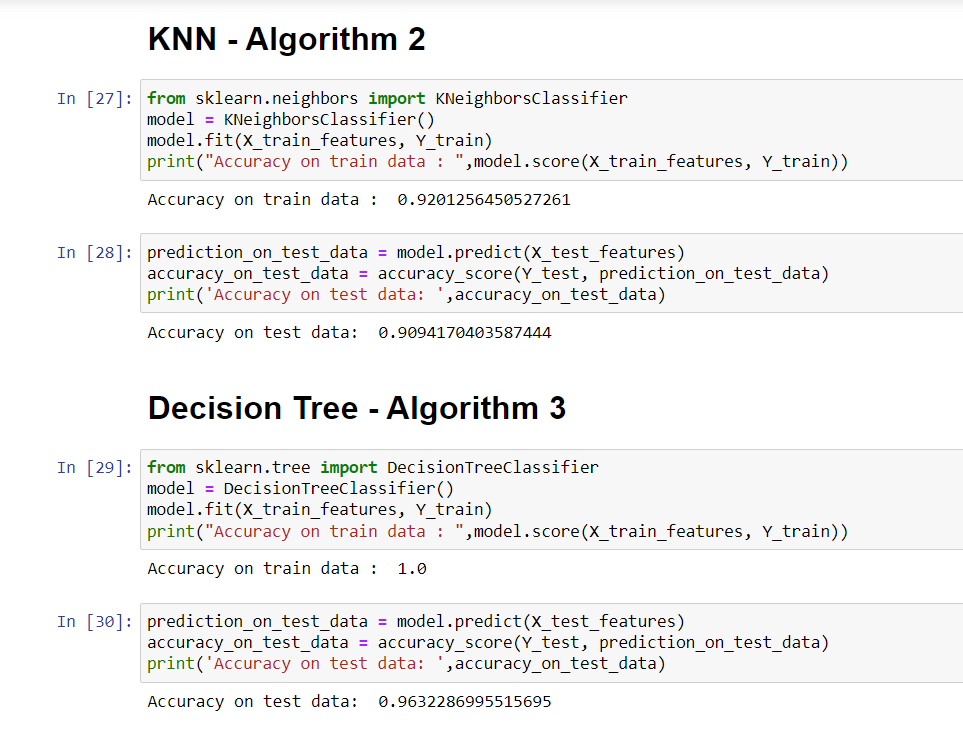 KNN - Algorithm 2
In [27]: from sklearn.neighbors import KNeighborsClassifier
model = KNeighborsClassifier()
model.fit(X_train_features, Y_train)
print("Accuracy on train data : ",model.score(X_train_features, Y_train))
Accuracy on train data :  0.9201256450527261
In [28]: prediction_on_test_data = model.predict(X_test_features)
accuracy_on_test_data = accuracy_score(Y_test, prediction_on_test_data)
print('Accuracy on test data: ',accuracy_on_test_data)
Accuracy on test data:  0.9094170403587444
Decision Tree - Algorithm 3
In [29]: from sklearn.tree import DecisionTreeClassifier
model = DecisionTreeClassifier()
model.fit(X_train_features, Y_train)
print("Accuracy on train data : ",model.score(X_train_features, Y_train))
Accuracy on train data :  1.0
In [30]: prediction_on_test_data = model.predict(X_test_features)
accuracy_on_test_data = accuracy_score(Y_test, prediction_on_test_data)
print('Accuracy on test data: ',accuracy_on_test_data)
Accuracy on test data:  0.9632286995515695